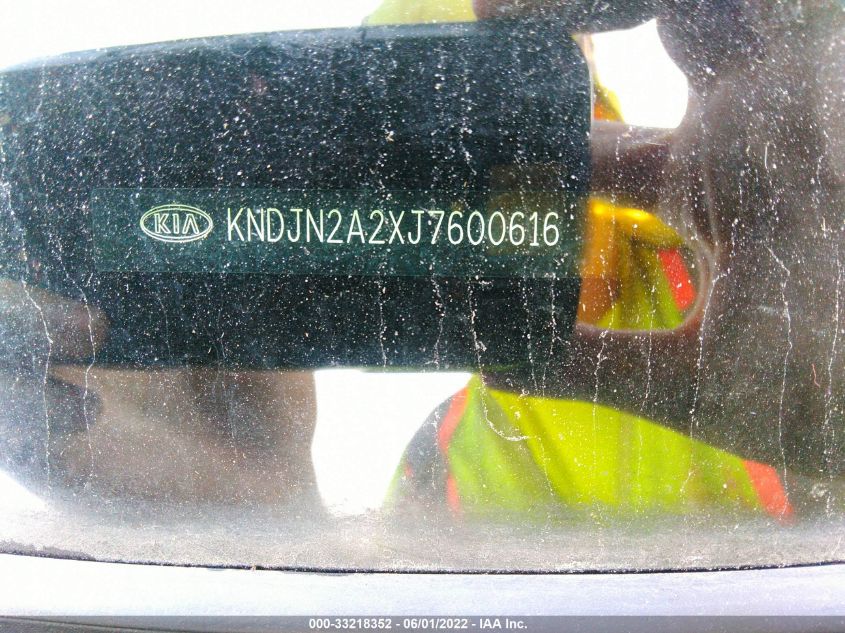 KIA KNDJN2A2XJ7600616
000-33218352 / 06/01/2022 - IAA Inc.